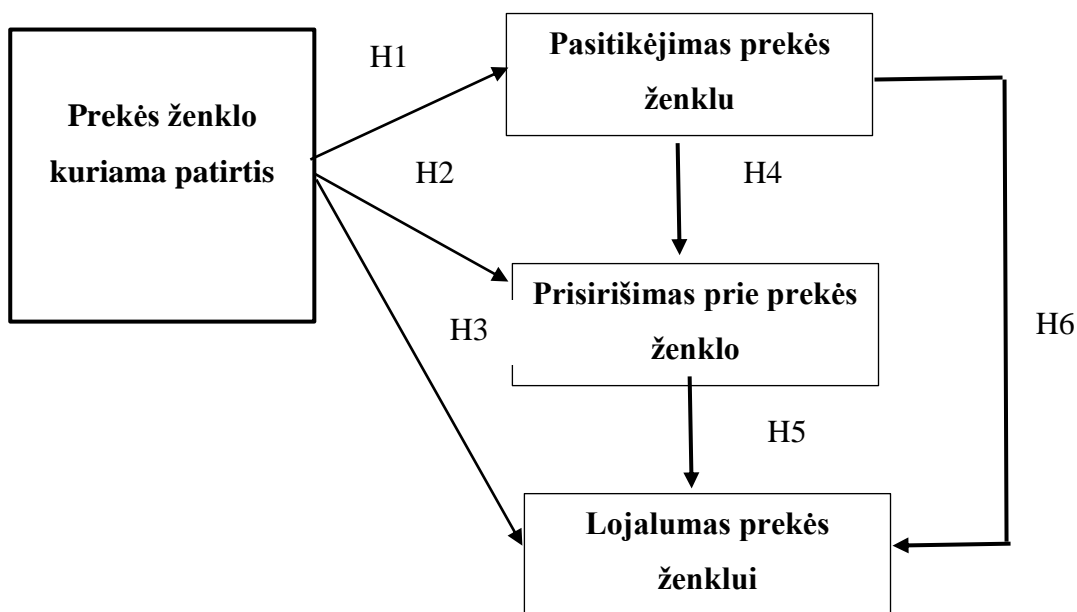 H1
Pasitikėjimas prekės
ženklu
Prekės ženklo
kuriama patirtis
H2
H4
Prisirišimas prie prekės
ženklo
H3
H6
H5
Lojalumas prekės
ženklui